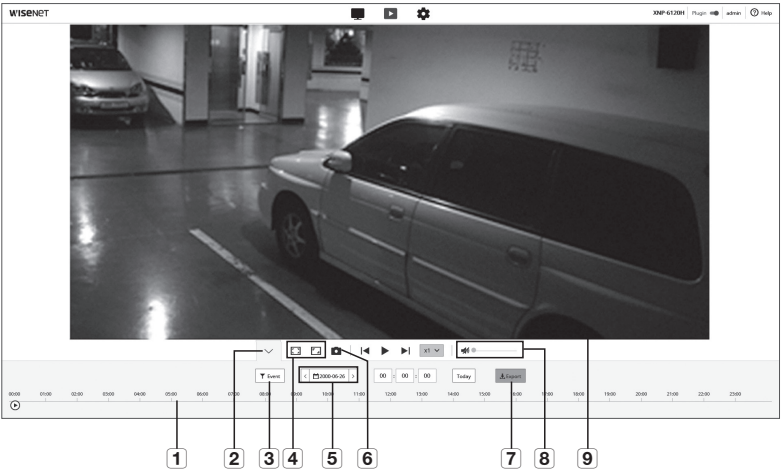 WISENET
XNP-6120H Plugin admin ? Help
x1
Event < 2000-06-26 > 00 : 00 : 00 Today Export
00:00 01:00 02:00 03:00 04:00 05:00 06:00 07:00 08:00 09:00 10:00 11:00 12:00 13:00 14:00 15:00 16:00 17:00 18:00 19:00 20:00 21:00 22:00 23:00
1 2 3 4 5 6 7 8 9